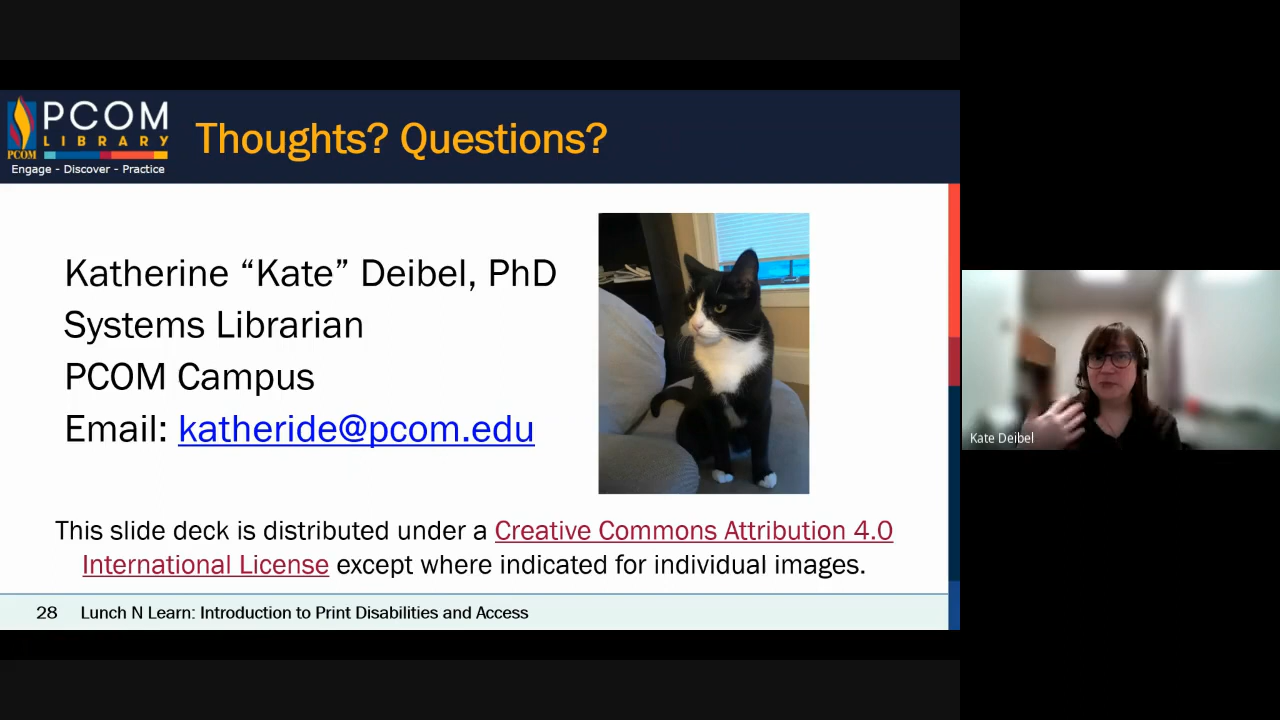 PCOM
LIBRARY
PCOM
Engage - Discover - Practice
Thoughts? Questions?
Katherine “Kate” Deibel, PhD
Systems Librarian
PCOM Campus
Email: katheride@pcom.edu
This slide deck is distributed under a Creative Commons Attribution 4.0
International License except where indicated for individual images.
28 Lunch N Learn: Introduction to Print Disabilities and Access
Kate Deibel